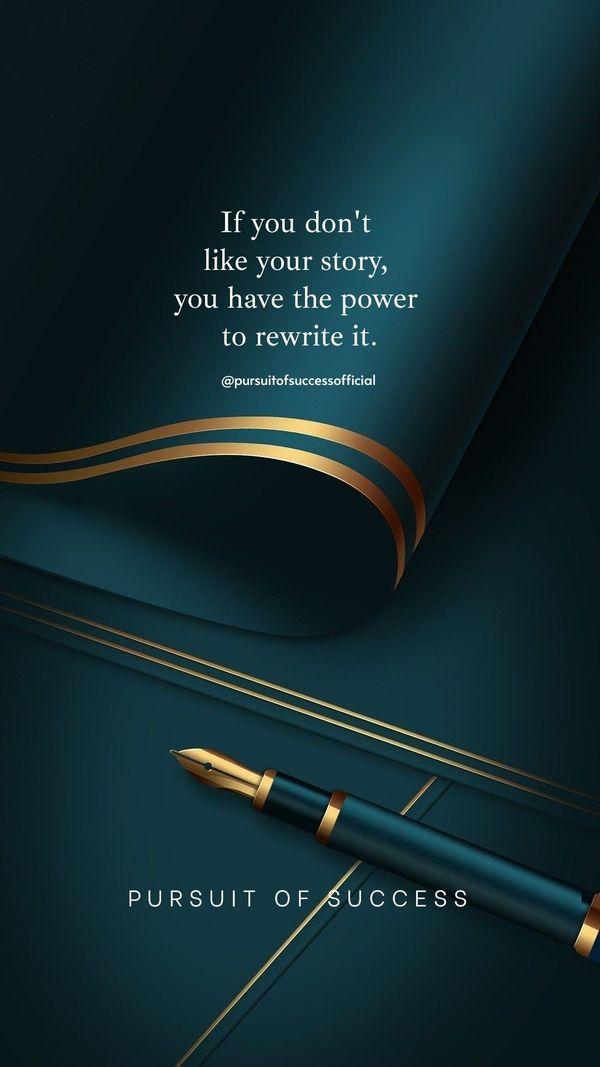 If you don't
like your story,
you have the power
to rewrite it.
@pursuitofsuccessofficial
PURSUIT OF SUCCESS